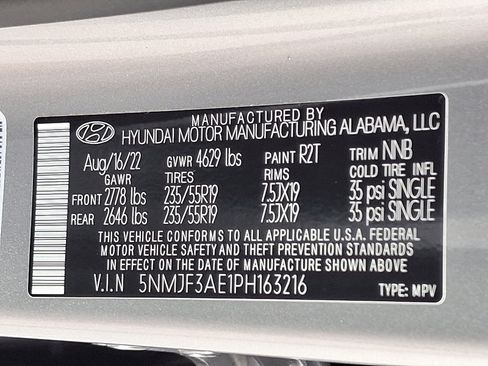 MANUFACTURED BY
HYUNDAI MOTOR MANUFACTURING ALABAMA, LLC
Aug/16/22 GVWR 4629 lbs PAINT R2T TRIM NNB
GAWR TIRES RIMS COLD TIRE INFL
FRONT 2778 lbs 235/55R19 7.5JX19 35 psi SINGLE
REAR 2646 lbs 235/55R19 7.5JX19 35 psi SINGLE
THIS VEHICLE CONFORMS TO ALL APPLICABLE U.S.A. FEDERAL
MOTOR VEHICLE SAFETY AND THEFT PREVENTION STANDARDS
IN EFFECT ON THE DATE OF MANUFACTURE SHOWN ABOVE
V.I.N 5NMJF3AE1PH163216 TYPE: MPV